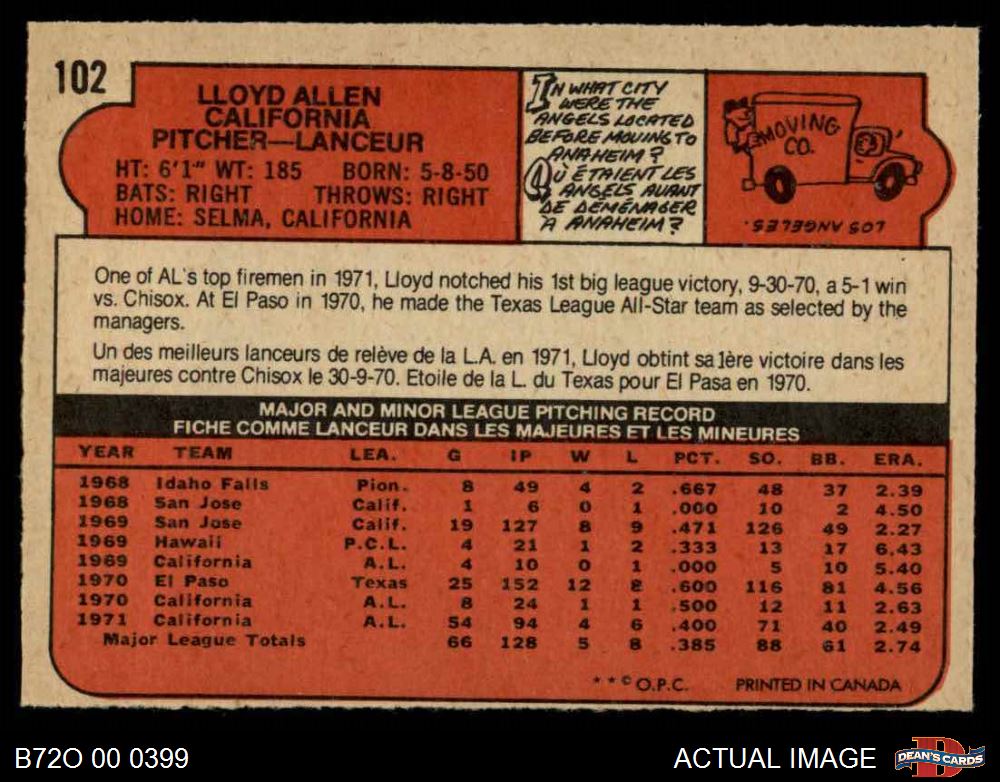 102
LLOYD ALLEN
CALIFORNIA
PITCHER—LANCEUR
HT: 6'1" WT: 185 BORN: 5-8-50
BATS: RIGHT THROWS: RIGHT
HOME: SELMA, CALIFORNIA
IN WHAT CITY
WERE THE
ANGELS LOCATED
BEFORE MOVING TO
ANAHEIM?
QU ÉTAIENT LES
ANGELS AVANT
DE DEMÉNAGER
À ANAHEIM?
MOVING
CO.
LOS ANGELES.
One of AL's top firemen in 1971, Lloyd notched his 1st big league victory, 9-30-70, a 5-1 win
vs. Chisox. At El Paso in 1970, he made the Texas League All-Star team as selected by the
managers.
Un des meilleurs lanceurs de relève de la L.A. en 1971, Lloyd obtint sa 1ère victoire dans les
majeures contre Chisox le 30-9-70. Etoile de la L. du Texas pour El Pasa en 1970.
MAJOR AND MINOR LEAGUE PITCHING RECORD
FICHE COMME LANCEUR DANS LES MAJEURES ET LES MINEURES
YEAR TEAM LEA. G IP W L PCT. SO. BB. ERA.
1968 Idaho Falls Pion. 8 49 4 2 .667 48 37 2.39
1968 San Jose Calif. 1 6 0 1 .000 10 2 4.50
1969 San Jose Calif. 19 127 8 9 .471 126 49 2.27
1969 Hawaii P.C.L. 4 21 1 2 .333 13 17 6.43
1969 California A.L. 4 10 0 1 .000 5 10 5.40
1970 El Paso Texas 25 152 12 8 .600 116 81 4.56
1970 California A.L. 8 24 1 1 .500 12 11 2.63
1971 California A.L. 54 94 4 6 .400 71 40 2.49
Major League Totals 66 128 5 8 .385 88 61 2.74
**© O.P.C. PRINTED IN CANADA
B72O 00 0399 ACTUAL IMAGE DEAN'S CARDS